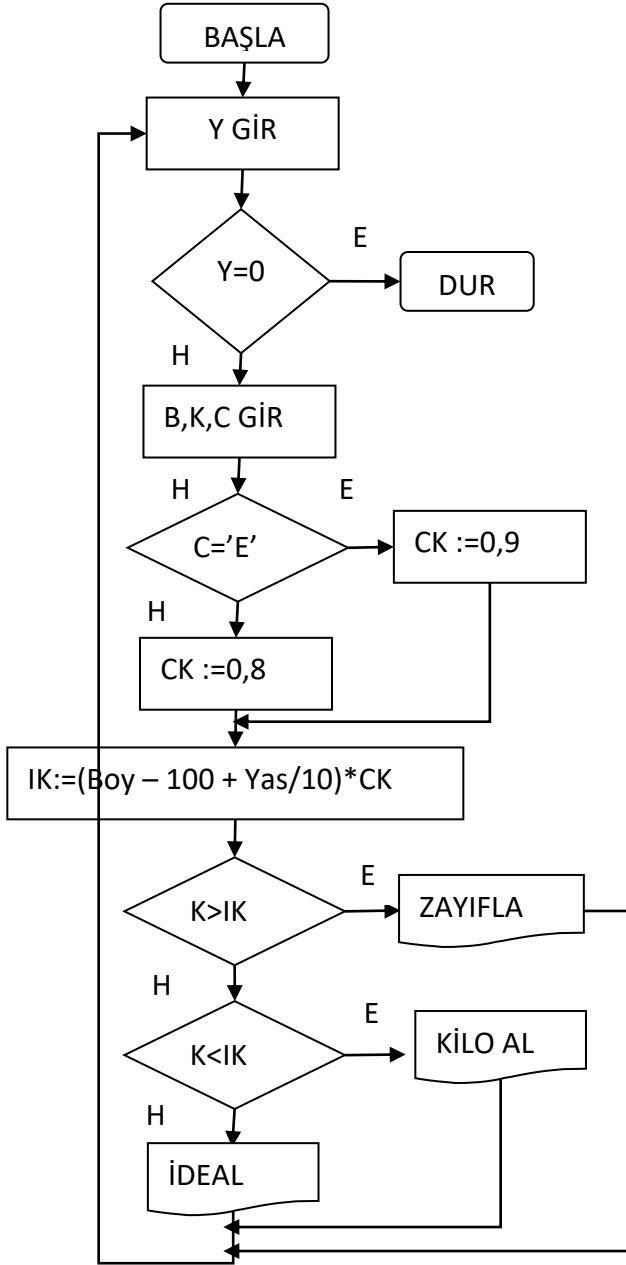 BAŞLA
Y GİR
E
Y=0
DUR
H
B,K,C GİR
H
E
C='E'
CK :=0,9
H
CK :=0,8
IK:=(Boy – 100 + Yas/10)*CK
E
K>IK
ZAYIFLA
H
E
K<IK
KİLO AL
H
İDEAL